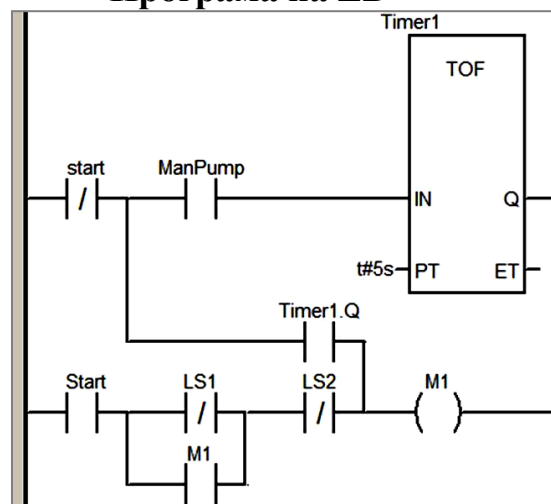 Програма на LD
Timer1
TOF
start
ManPump
IN
Q
t#5s
PT
ET
Timer1.Q
Start
LS1
LS2
M1
M1